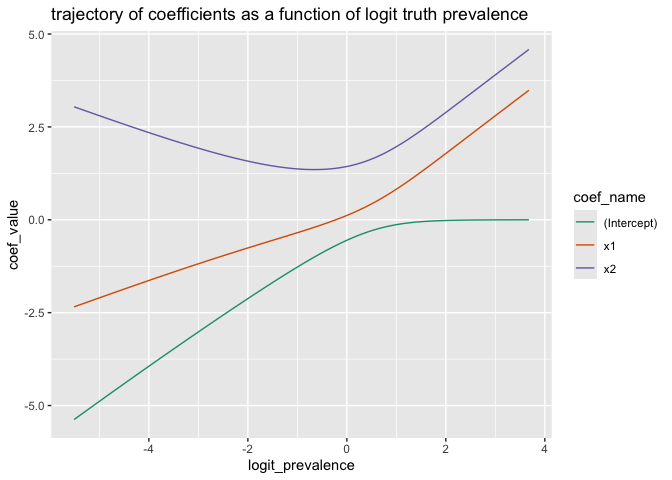 trajectory of coefficients as a function of logit truth prevalence
5.0
2.5
0.0
-2.5
-5.0
coef_value
-4
-2
0
2
4
logit_prevalence
coef_name
(Intercept)
x1
x2